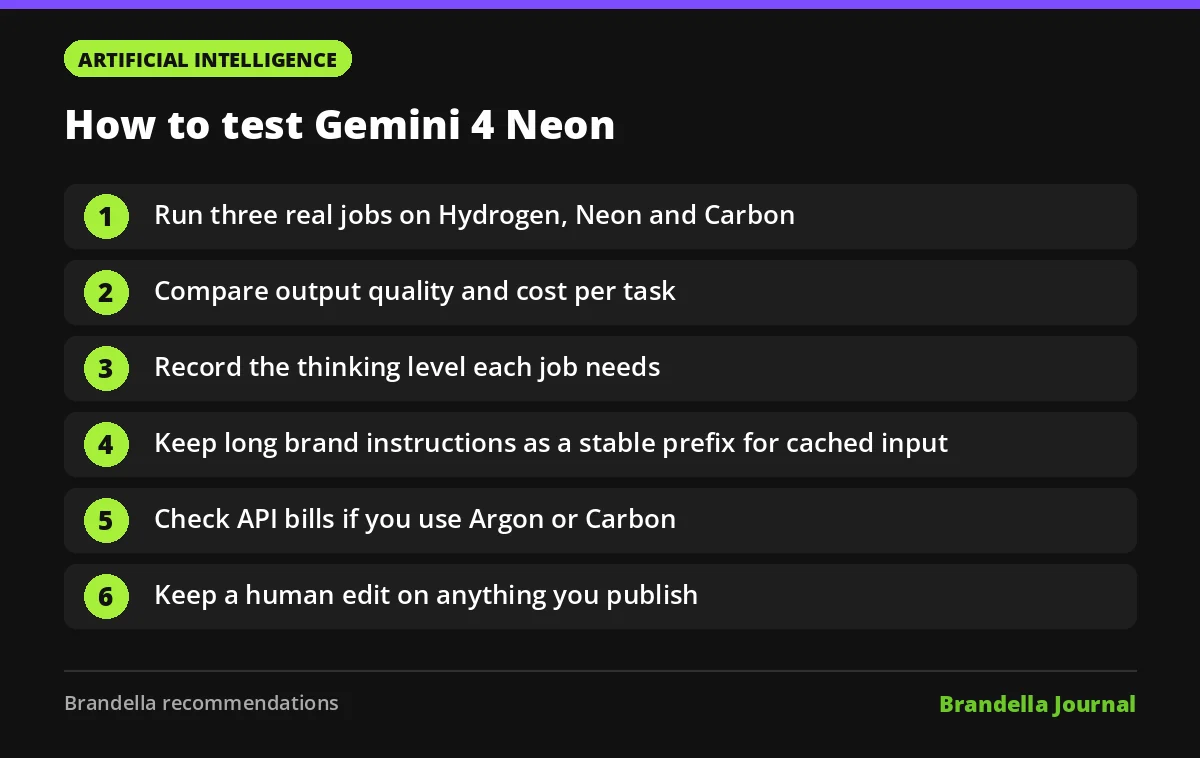 ARTIFICIAL INTELLIGENCE
How to test Gemini 4 Neon
1 Run three real jobs on Hydrogen, Neon and Carbon
2 Compare output quality and cost per task
3 Record the thinking level each job needs
4 Keep long brand instructions as a stable prefix for cached input
5 Check API bills if you use Argon or Carbon
6 Keep a human edit on anything you publish
Brandella recommendations
Brandella Journal